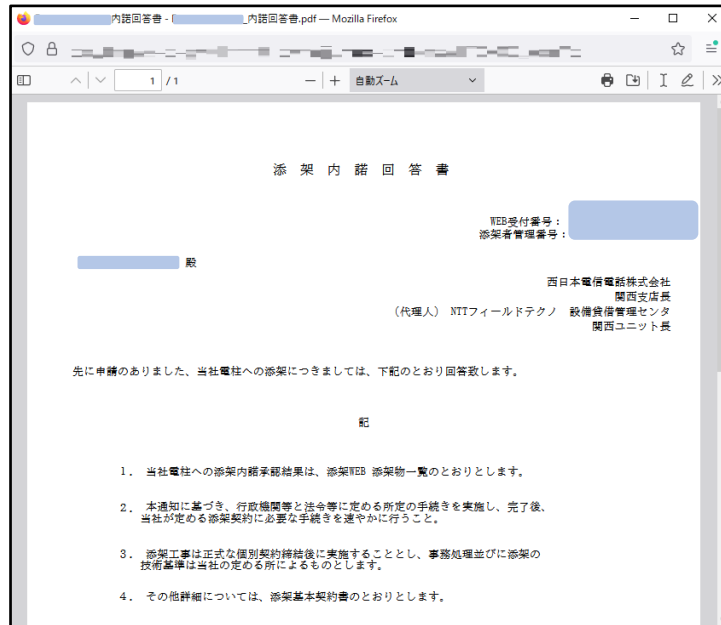 内諾回答書 - 
_内諾回答書.pdf — Mozilla Firefox
1 / 1
自動ズーム
添架内諾回答書
WEB受付番号：
添架者管理番号：
殿
西日本電信電話株式会社
関西支店長
（代理人） NTTフィールドテクノ 設備賃借管理センタ
関西ユニット長
先に申請のありました、当社電柱への添架につきましては、下記のとおり回答致します。
記
1． 当社電柱への添架内諾承認結果は、添架WEB 添架物一覧のとおりとします。
2． 本通知に基づき、行政機関等と法令等に定める所定の手続きを実施し、完了後、
当社が定める添架契約に必要な手続きを速やかに行うこと。
3． 添架工事は正式な個別契約締結後に実施することとし、事務処理並びに添架の
技術基準は当社の定める所によるものとします。
4． その他詳細については、添架基本契約書のとおりとします。